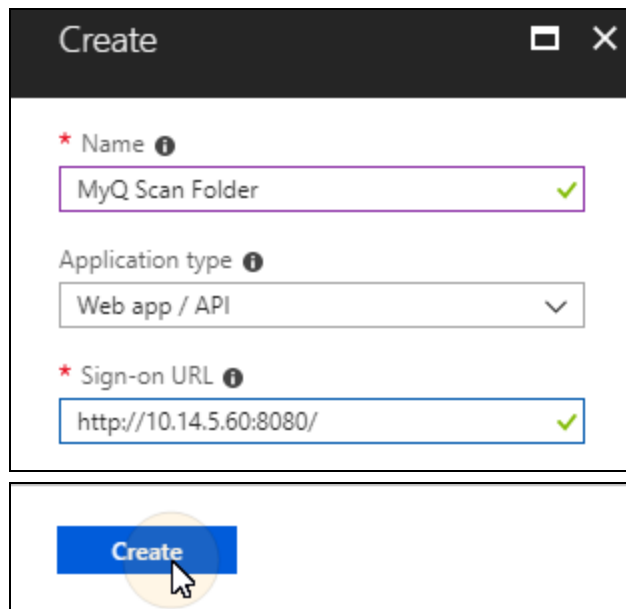 Create
* Name
MyQ Scan Folder
Application type
Web app / API
* Sign-on URL
http://10.14.5.60:8080/
Create